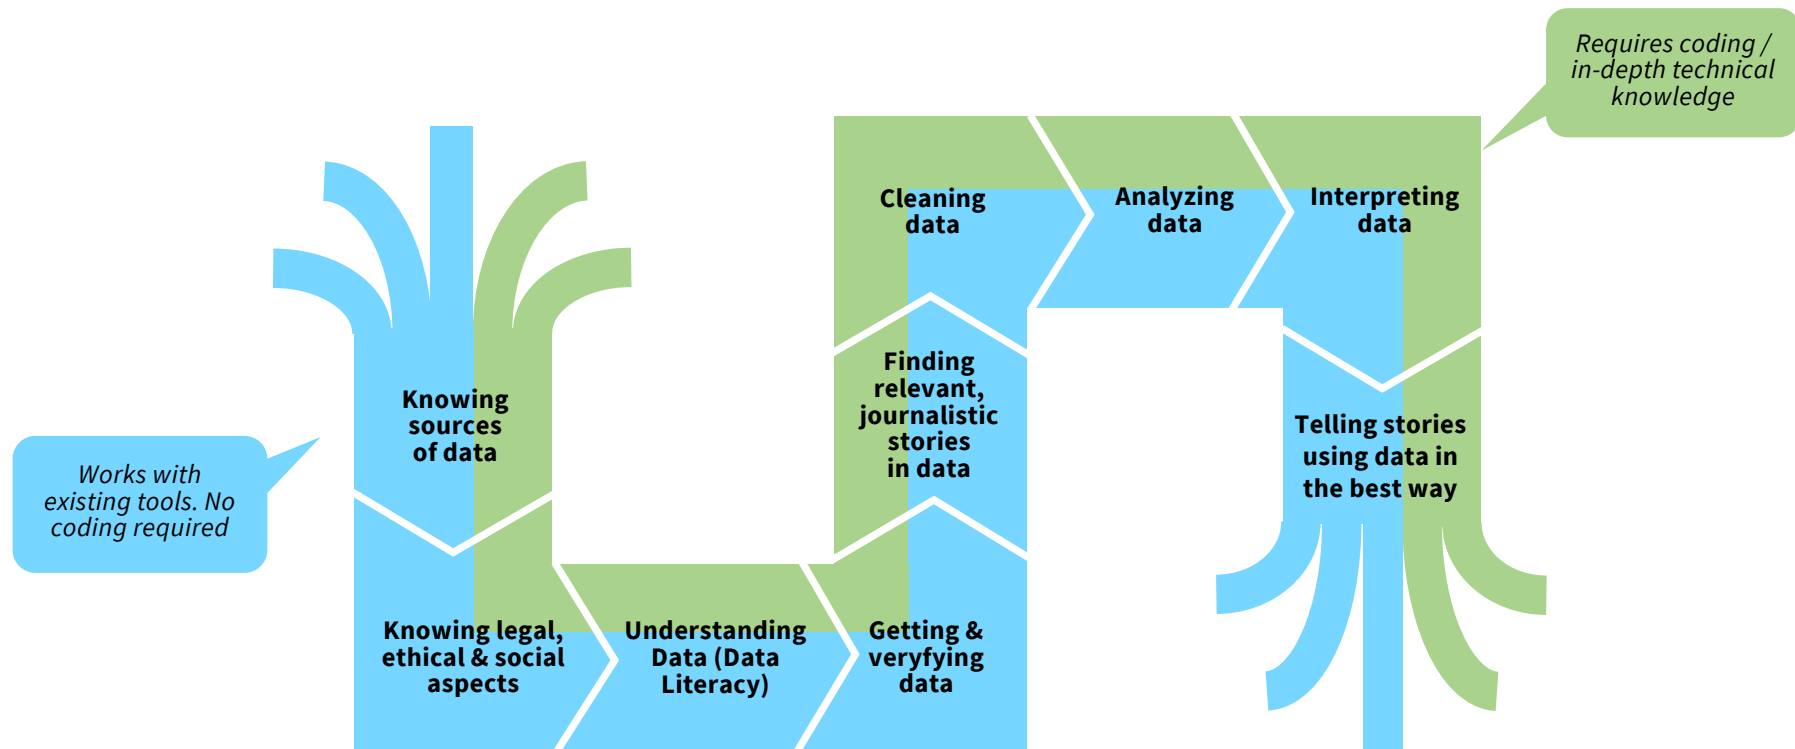 Requires coding /
in-depth technical
knowledge
Works with
existing tools. No
coding required
Knowing
sources
of data
Knowing legal,
ethical & social
aspects
Understanding
Data (Data
Literacy)
Getting &
veryfying
data
Finding
relevant,
journalistic
stories
in data
Cleaning
data
Analyzing
data
Interpreting
data
Telling stories
using data in
the best way